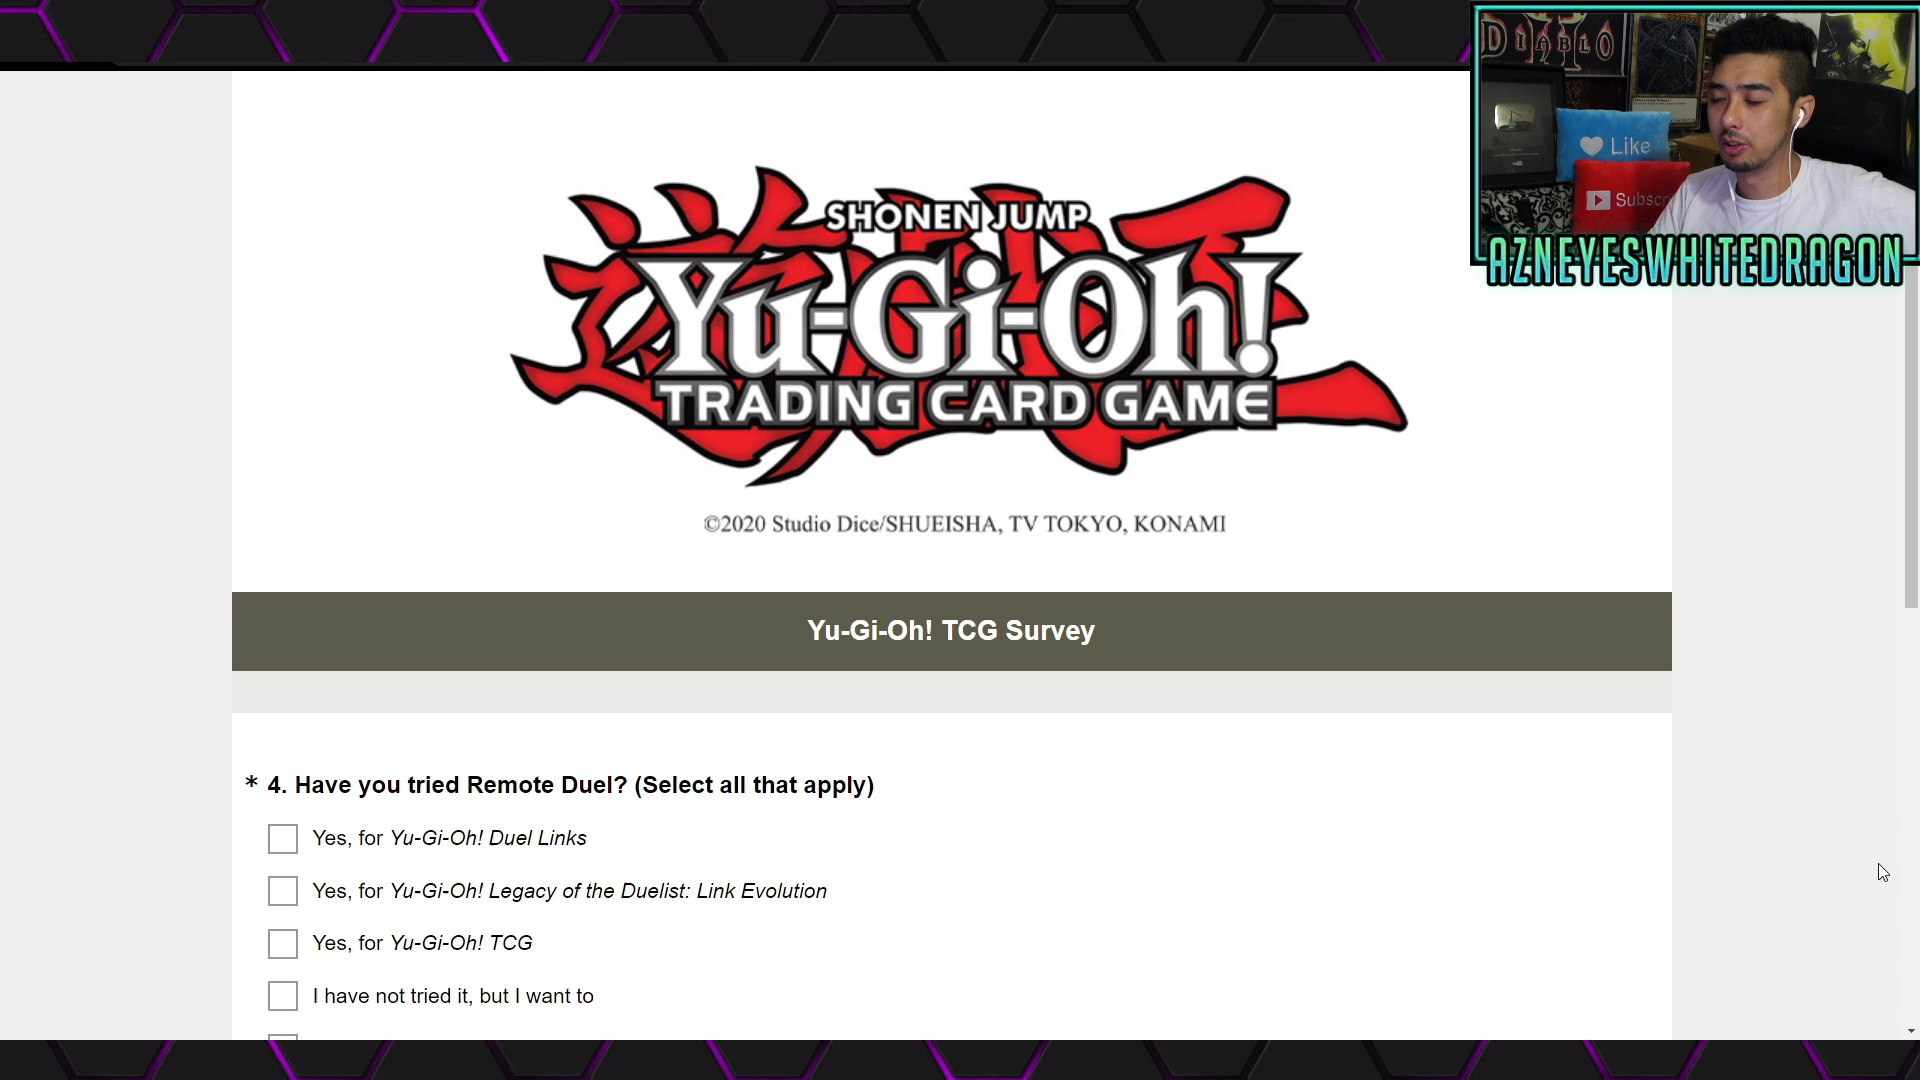 DIABLO
Like
Subscr
AZNEYESWHITEDRAGON
SHONEN JUMP
Yu-Gi-Oh!
TRADING CARD GAME
©2020 Studio Dice/SHUEISHA, TV TOKYO, KONAMI
Yu-Gi-Oh! TCG Survey
* 4. Have you tried Remote Duel? (Select all that apply)
Yes, for Yu-Gi-Oh! Duel Links
Yes, for Yu-Gi-Oh! Legacy of the Duelist: Link Evolution
Yes, for Yu-Gi-Oh! TCG
I have not tried it, but I want to